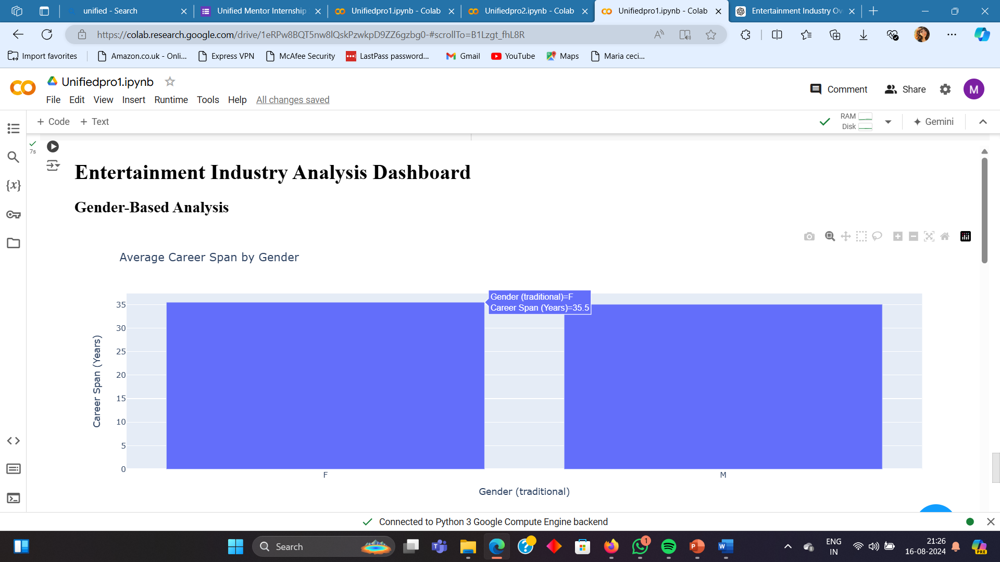 unified - Search
Unified Mentor Internship
Unifiedpro1.ipynb - Colab
Unifiedpro2.ipynb - Colab
Unifiedpro1.ipynb - Colab
Entertainment Industry Ov
https://colab.research.google.com/drive/1eRPw8BQT5nw8lQskPzwkpD9ZZ6gzbg0-#scrollTo=B1Lzgt_fhL8R
Import favorites
Amazon.co.uk - Onli...
Express VPN
McAfee Security
LastPass password...
Gmail
YouTube
Maps
Maria ceci...
Unifiedpro1.ipynb
File Edit View Insert Runtime Tools Help All changes saved
Comment
Share
M
+ Code + Text
RAM
Disk
Gemini
7s
{x}
Entertainment Industry Analysis Dashboard
Gender-Based Analysis
Average Career Span by Gender
Gender (traditional)=F
Career Span (Years)=35.5
35
30
25
20
15
10
5
0
Career Span (Years)
F
M
Gender (traditional)
Connected to Python 3 Google Compute Engine backend
Search
1
ENG
IN
21:26
16-08-2024
PRE